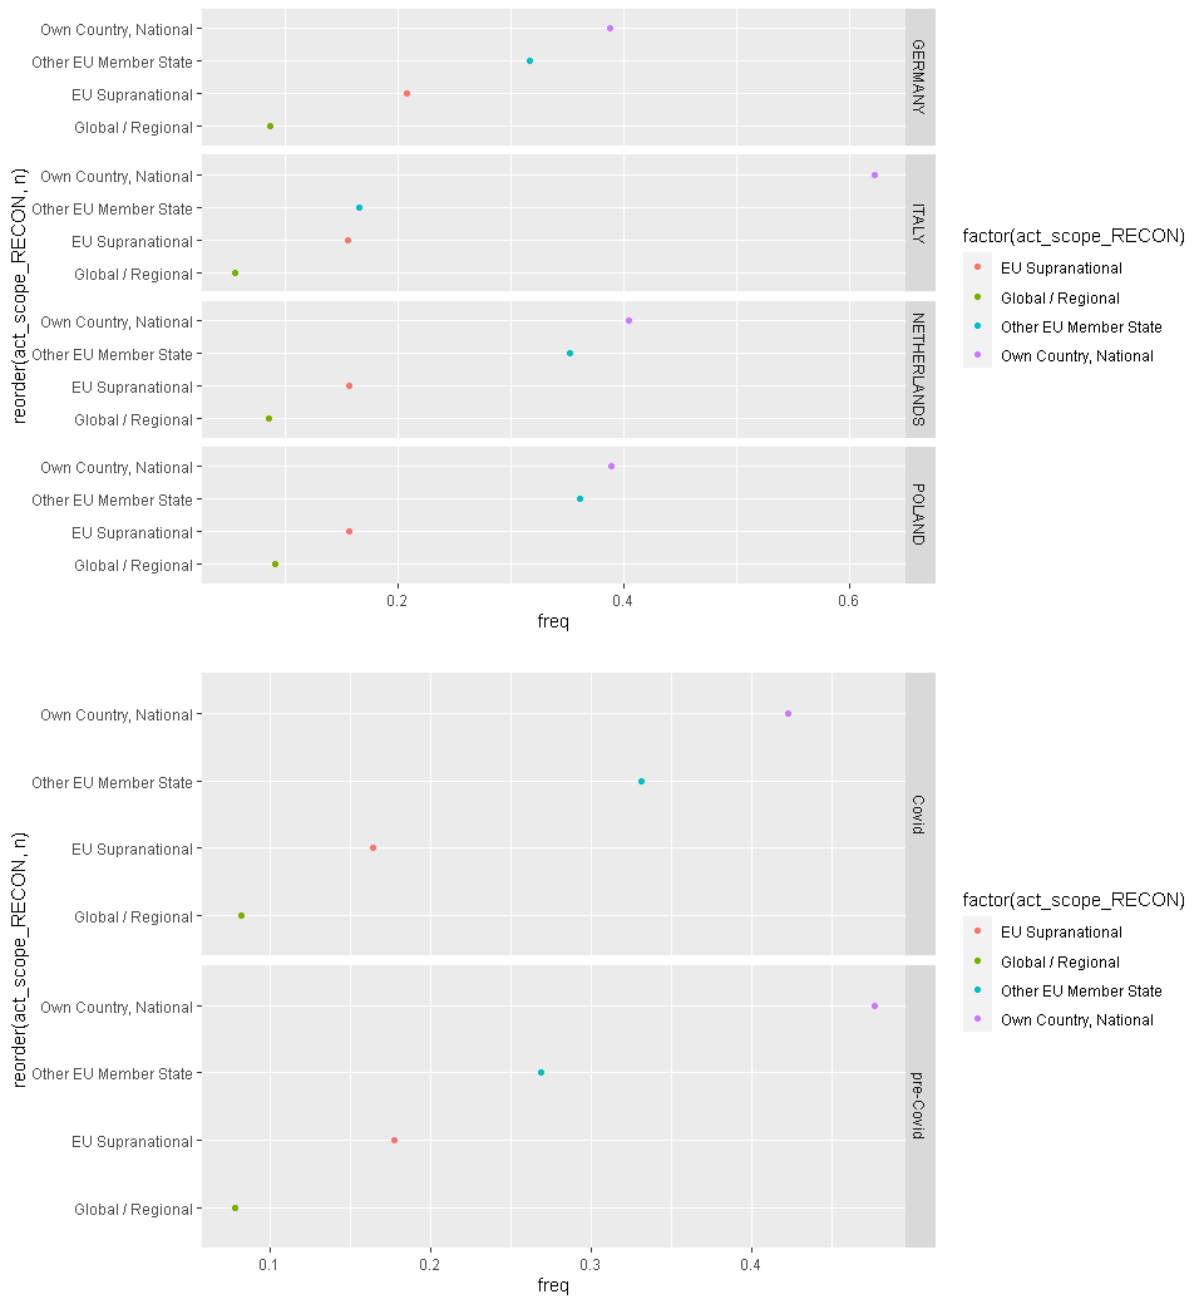 Own Country, National
Other EU Member State
EU Supranational
Global / Regional
GERMANY
Own Country, National
Other EU Member State
EU Supranational
Global / Regional
ITALY
Own Country, National
Other EU Member State
EU Supranational
Global / Regional
NETHERLANDS
Own Country, National
Other EU Member State
EU Supranational
Global / Regional
POLAND
reorder(act_scope_RECON, n)
0.2 0.4 0.6
freq
factor(act_scope_RECON)
EU Supranational
Global / Regional
Other EU Member State
Own Country, National
Own Country, National
Other EU Member State
EU Supranational
Global / Regional
Covid
Own Country, National
Other EU Member State
EU Supranational
Global / Regional
pre-Covid
reorder(act_scope_RECON, n)
0.1 0.2 0.3 0.4
freq
factor(act_scope_RECON)
EU Supranational
Global / Regional
Other EU Member State
Own Country, National